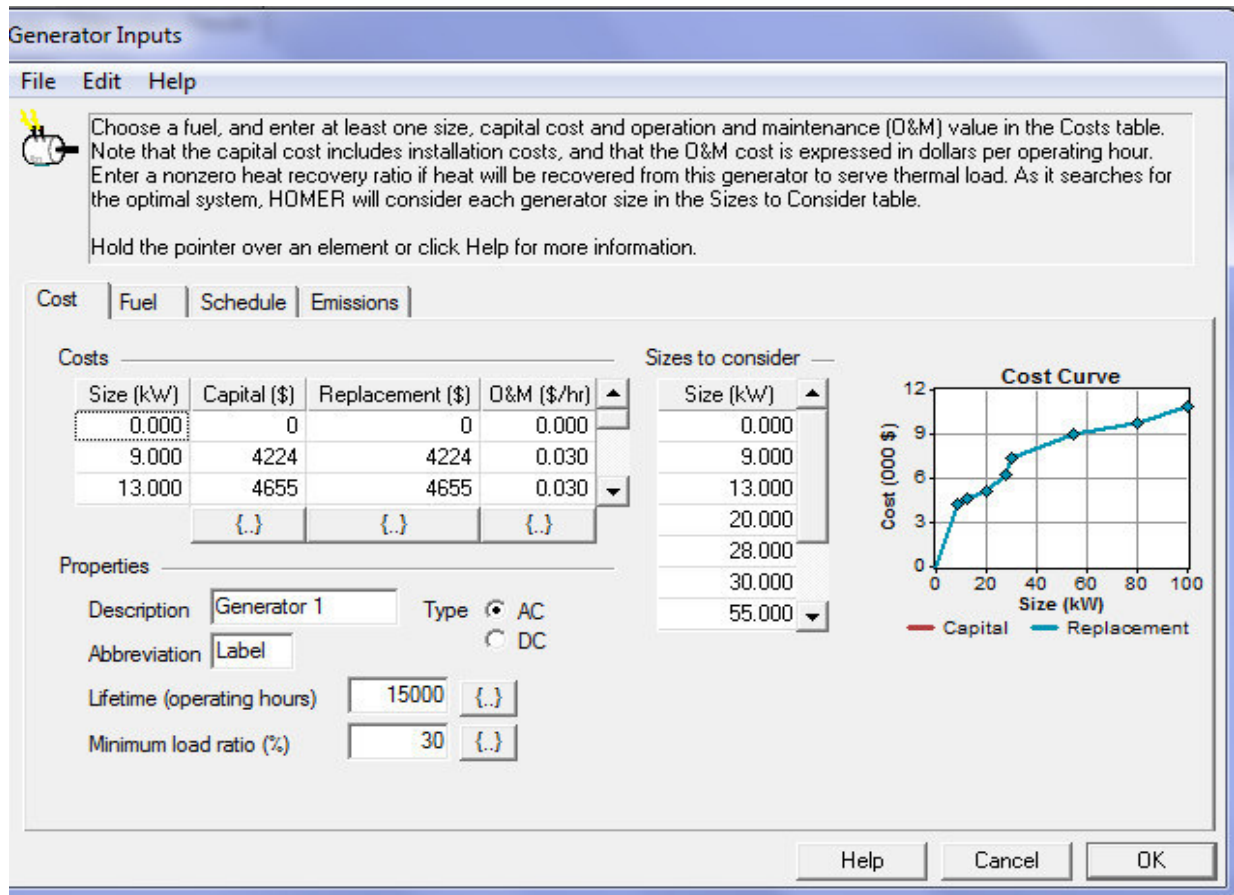 Generator Inputs
File Edit Help
Choose a fuel, and enter at least one size, capital cost and operation and maintenance (O&M) value in the Costs table.
Note that the capital cost includes installation costs, and that the O&M cost is expressed in dollars per operating hour.
Enter a nonzero heat recovery ratio if heat will be recovered from this generator to serve thermal load. As it searches for
the optimal system, HOMER will consider each generator size in the Sizes to Consider table.
Hold the pointer over an element or click Help for more information.
Cost Fuel Schedule Emissions
Costs
Size (kW) Capital ($) Replacement ($) O&M ($/hr)
0.000 0 0 0.000
9.000 4224 4224 0.030
13.000 4655 4655 0.030
{..} {..} {..}
Properties
Description Generator 1 Type AC
DC
Abbreviation Label
Lifetime (operating hours) 15000 {..}
Minimum load ratio (%) 30 {..}
Sizes to consider
Size (kW)
0.000
9.000
13.000
20.000
28.000
30.000
55.000
Cost Curve
Cost (000 $)
12
9
6
3
0
0 20 40 60 80 100
Size (kW)
Capital Replacement
Help Cancel OK